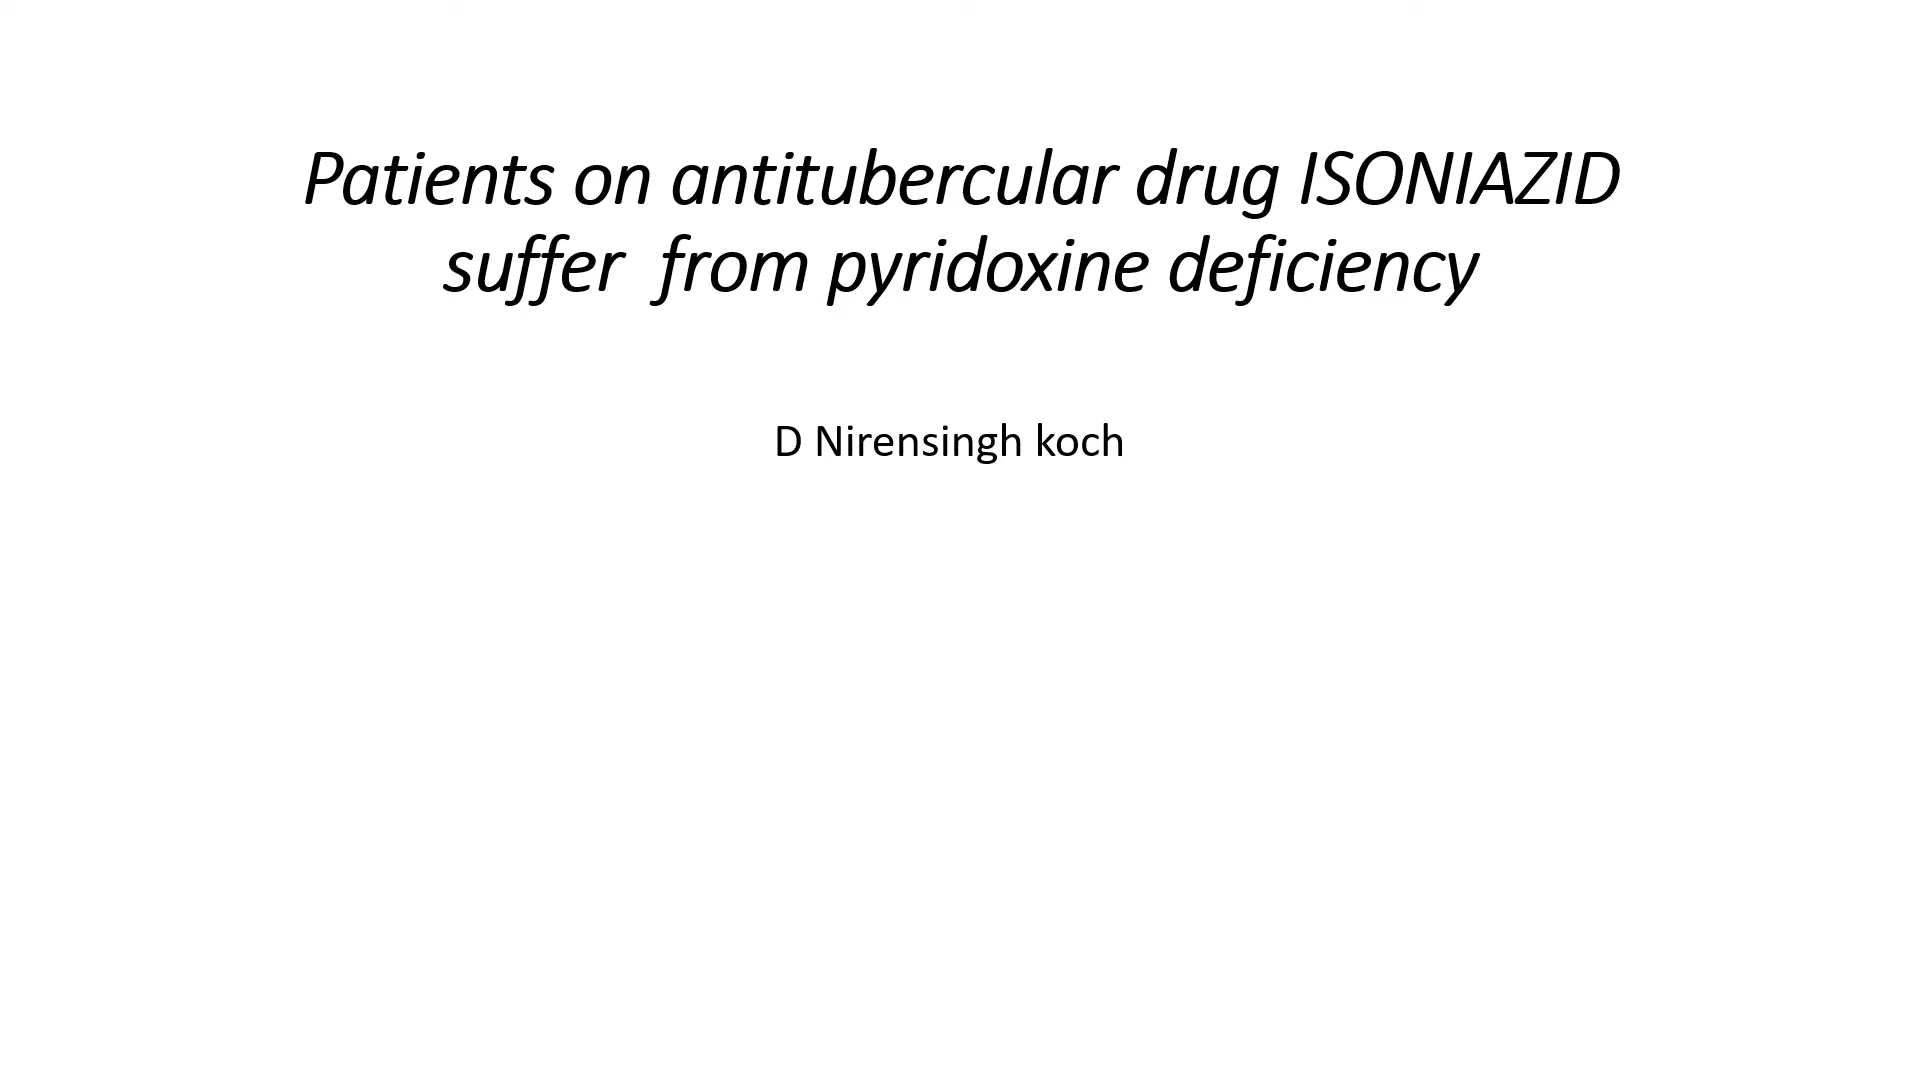 Patients on antitubercular drug ISONIAZID
suffer  from pyridoxine deficiency
D Nirensingh koch